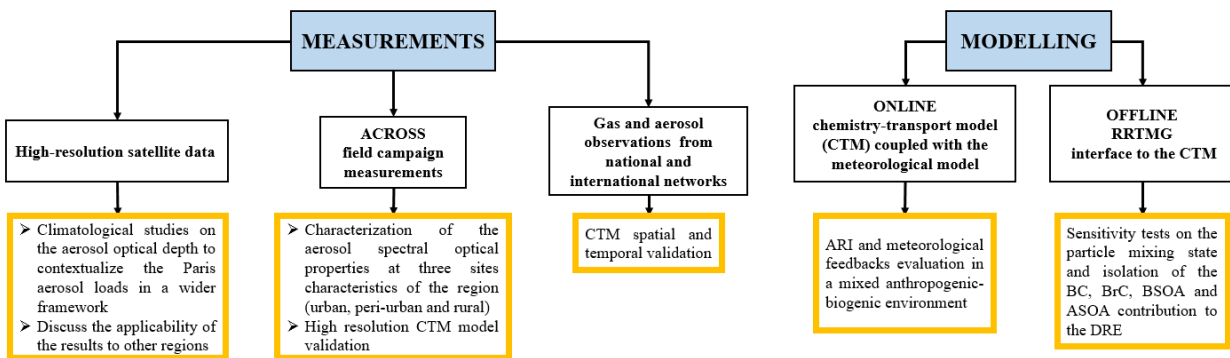 MEASUREMENTS
High-resolution satellite data
➢ Climatological studies on
the aerosol optical depth to
contextualize the Paris
aerosol loads in a wider
framework
➢ Discuss the applicability of
the results to other regions
ACROSS
field campaign
measurements
➢ Characterization of the
aerosol spectral optical
properties at three sites
characteristics of the region
(urban, peri-urban and rural)
➢ High resolution CTM model
validation
Gas and aerosol
observations from
national and
international networks
CTM spatial and
temporal validation
MODELLING
ONLINE
chemistry-transport model
(CTM) coupled with the
meteorological model
ARI and meteorological
feedbacks evaluation in
a mixed anthropogenic-
biogenic environment
OFFLINE
RRTMG
interface to the CTM
Sensitivity tests on the
particle mixing state
and isolation of the
BC, BrC, BSOA and
ASOA contribution to
the DRE